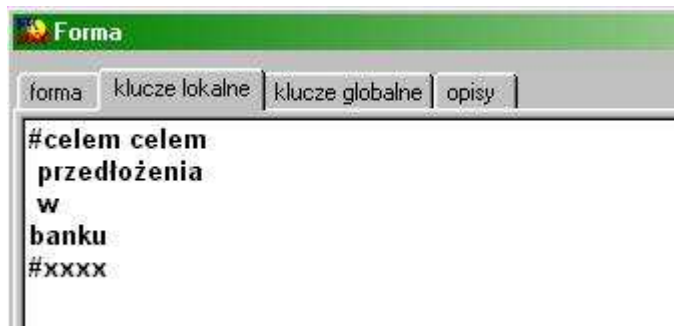 Forma
forma klucze lokalne klucze globalne opisy
#celem celem
przedłożenia
w
banku
#xxxx